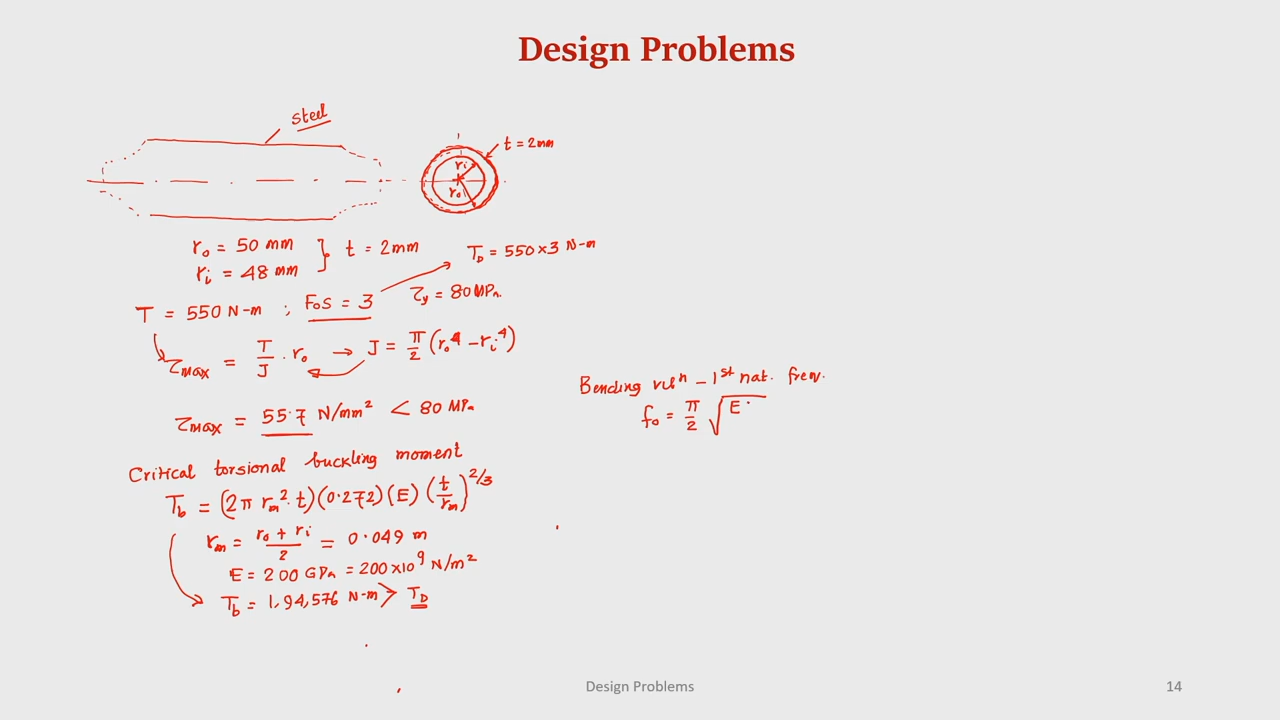 Design Problems
steel
t = 2mm
ri
ro
ro = 50 mm
ri = 48 mm
} t = 2mm
TD = 550 x 3 N-m
T = 550 N-m ; FoS = 3
τy = 80 MPa
τmax = T/J . ro → J = π/2 (ro⁴ - ri⁴)
τmax = 55.7 N/mm² < 80 MPa
Critical torsional buckling moment
Tb = (2π rm². t)(0.272)(E)(t/rm)^2/3
rm = ro + ri / 2 = 0.049 m
E = 200 GPa = 200 x10⁹ N/m²
Tb = 1,94,576 N-m > TD
Bending - 1st nat. freq.
fo = π/2 √E
Design Problems
14